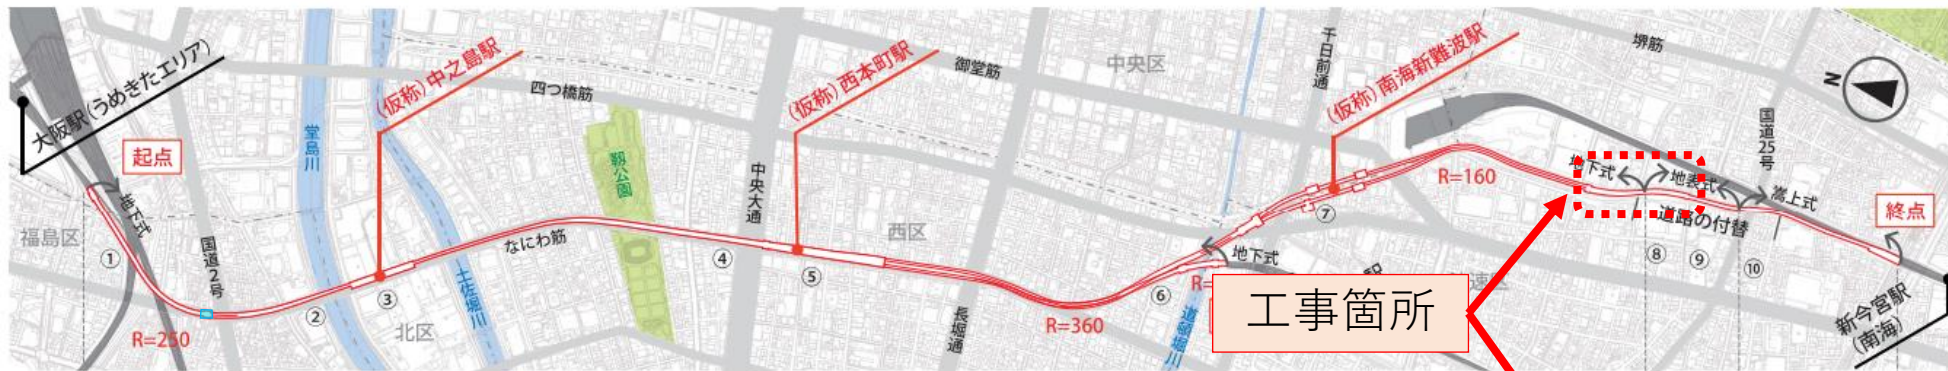 大阪駅(うめきたエリア)
起点
地下式
福島区
①
R=250
国道2号
堂島川
②
(仮称)中之島駅
③
北区
土佐堀川
四つ橋筋
なにわ筋
靱公園
④
中央大通
(仮称)西本町駅
⑤
西区
御堂筋
長堀通
中央区
R=360
⑥
道頓堀川
地下式
R=
千日前通
(仮称)南海新難波駅
⑦
R=160
工事箇所
速区
駅
地下式
地表式
嵩上式
道路の付替
⑧
⑨
⑩
堺筋
国道25号
N
終点
新今宮駅
(南海)